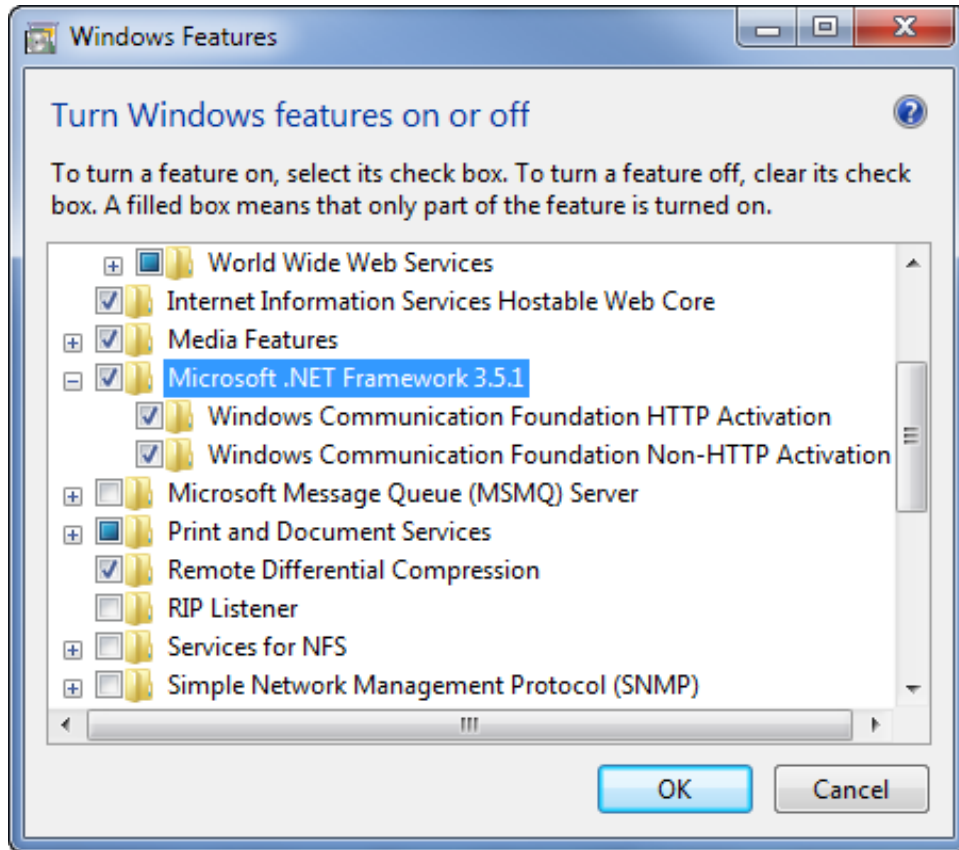 Windows Features
Turn Windows features on or off
To turn a feature on, select its check box. To turn a feature off, clear its check
box. A filled box means that only part of the feature is turned on.
World Wide Web Services
Internet Information Services Hostable Web Core
Media Features
Microsoft .NET Framework 3.5.1
Windows Communication Foundation HTTP Activation
Windows Communication Foundation Non-HTTP Activation
Microsoft Message Queue (MSMQ) Server
Print and Document Services
Remote Differential Compression
RIP Listener
Services for NFS
Simple Network Management Protocol (SNMP)
OK Cancel